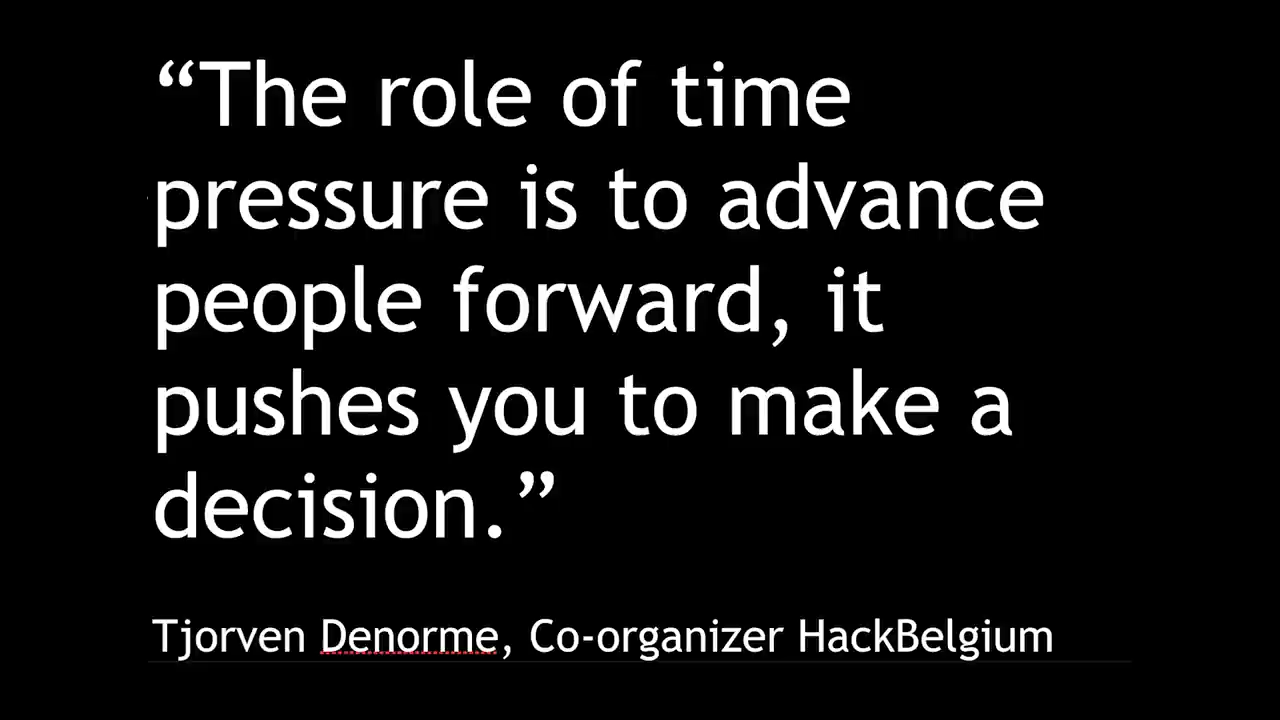 “The role of time
pressure is to advance
people forward, it
pushes you to make a
decision.”
Tjorven Denorme, Co-organizer HackBelgium